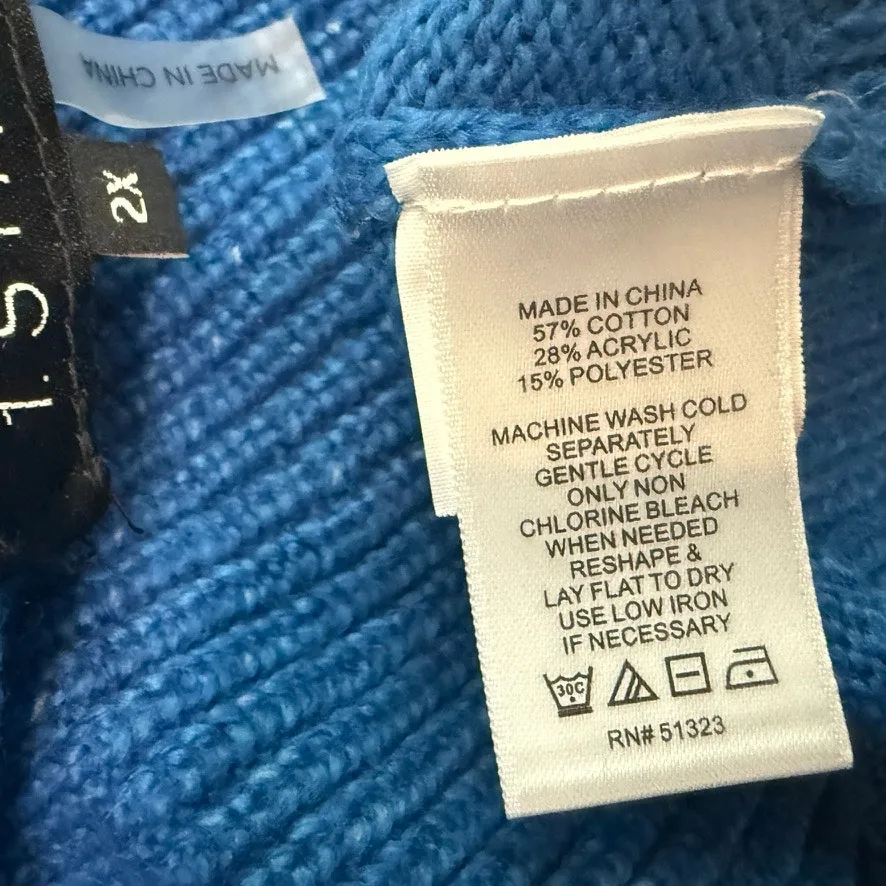 MADE IN CHINA
2X
1.S
MADE IN CHINA
57% COTTON
28% ACRYLIC
15% POLYESTER
MACHINE WASH COLD
SEPARATELY
GENTLE CYCLE
ONLY NON
CHLORINE BLEACH
WHEN NEEDED
RESHAPE &
LAY FLAT TO DRY
USE LOW IRON
IF NECESSARY
30C
RN# 51323